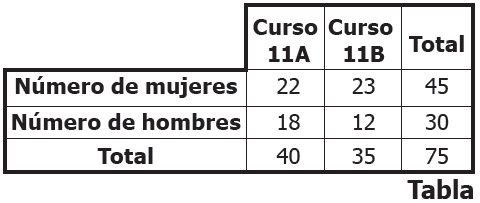 Curso 11A Curso 11B Total
Número de mujeres 22 23 45
Número de hombres 18 12 30
Total 40 35 75
Tabla